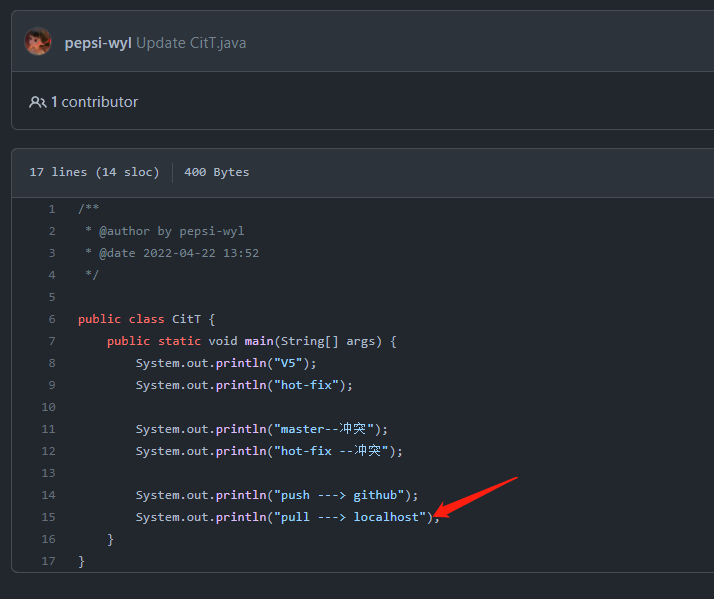 pepsi-wyl Update CitT.java
1 contributor
17 lines (14 sloc) 400 Bytes
1 /**
2 * @author by pepsi-wyl
3 * @date 2022-04-22 13:52
4 */
5
6 public class CitT {
7 public static void main(String[] args) {
8 System.out.println("V5");
9 System.out.println("hot-fix");
10
11 System.out.println("master--冲突");
12 System.out.println("hot-fix --冲突");
13
14 System.out.println("push ---> github");
15 System.out.println("pull ---> localhost");
16 }
17 }